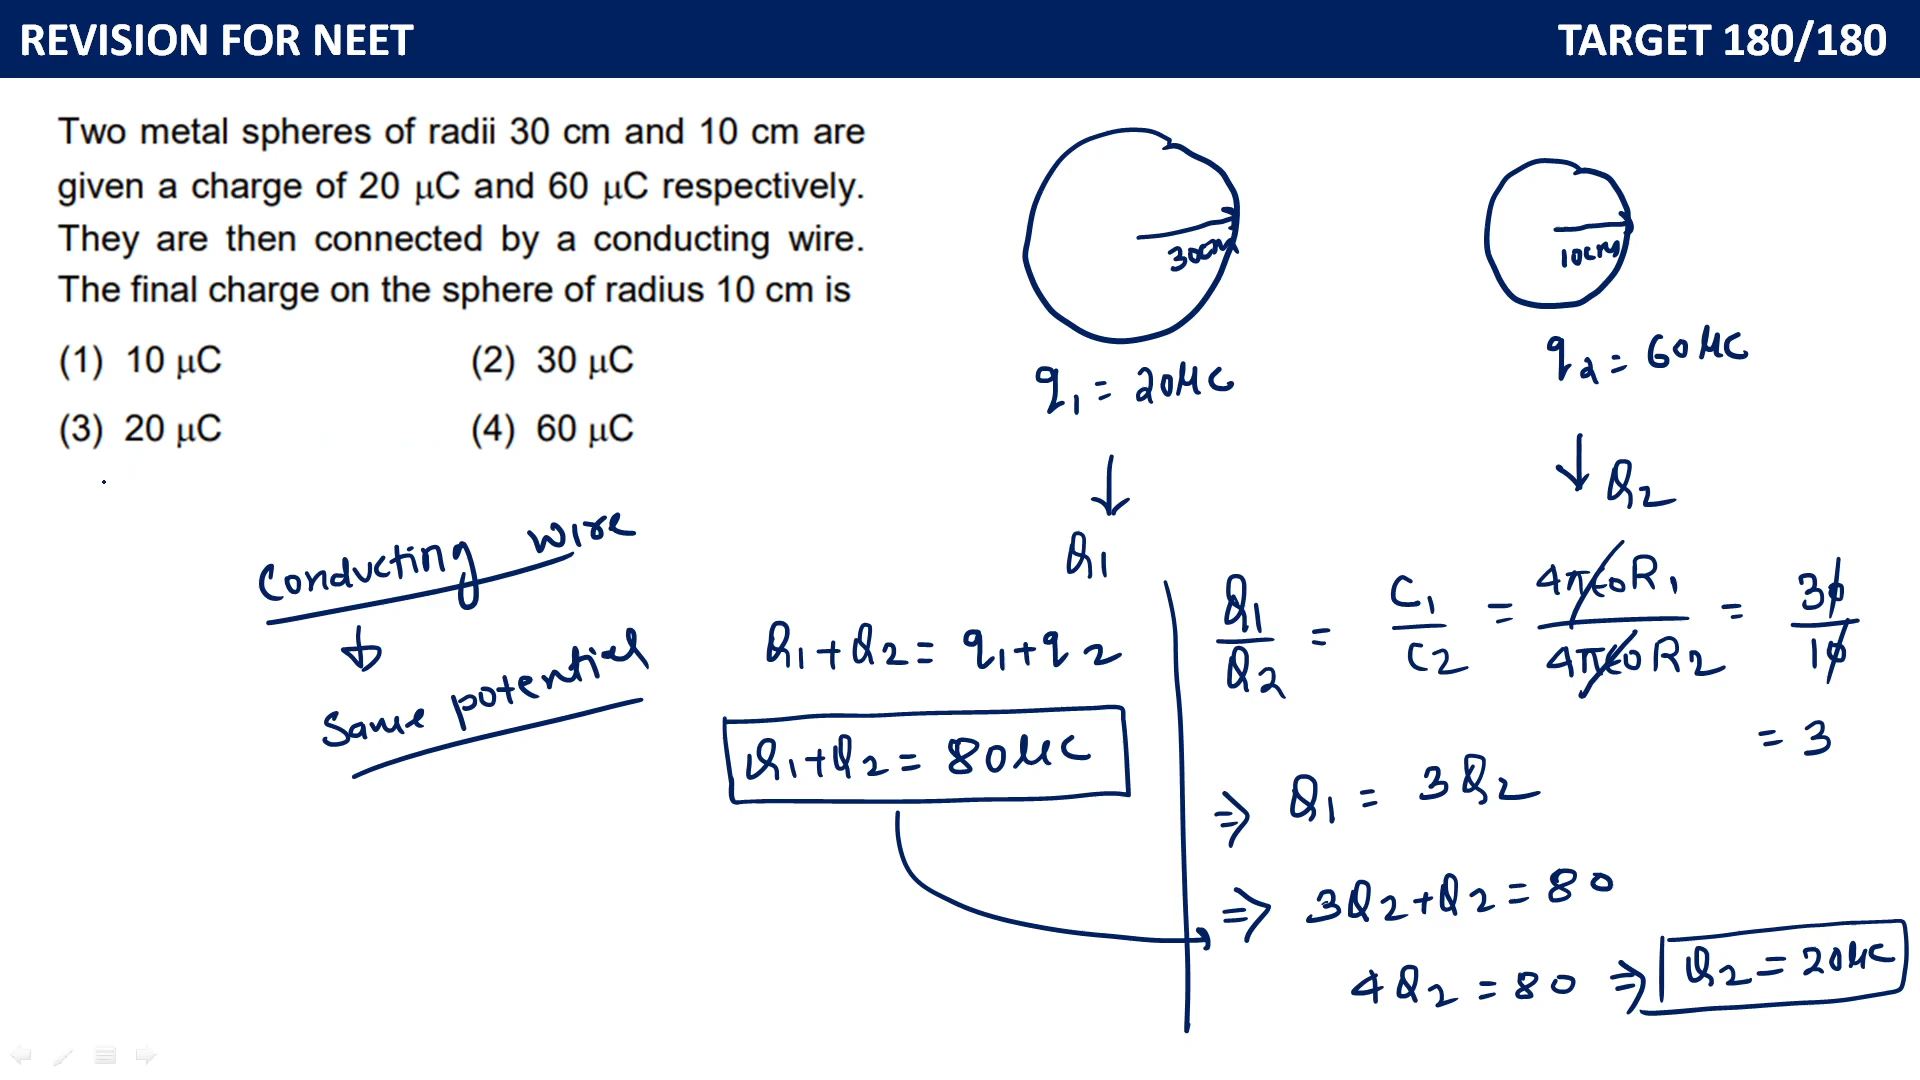 REVISION FOR NEET
TARGET 180/180
Two metal spheres of radii 30 cm and 10 cm are
given a charge of 20 μC and 60 μC respectively.
They are then connected by a conducting wire.
The final charge on the sphere of radius 10 cm is
(1) 10 μC
(2) 30 μC
(3) 20 μC
(4) 60 μC
30cm
10cm
q₁ = 20μC
q₂ = 60μC
Q₁
Q₂
Conducting wire
Same potential
Q₁+Q₂ = q₁+q₂
Q₁+Q₂ = 80μC
Q₁/Q₂ = C₁/C₂ = 4πε₀R₁/4πε₀R₂ = 30/10
= 3
⇒ Q₁ = 3Q₂
⇒ 3Q₂+Q₂ = 80
4Q₂ = 80 ⇒ Q₂ = 20μC